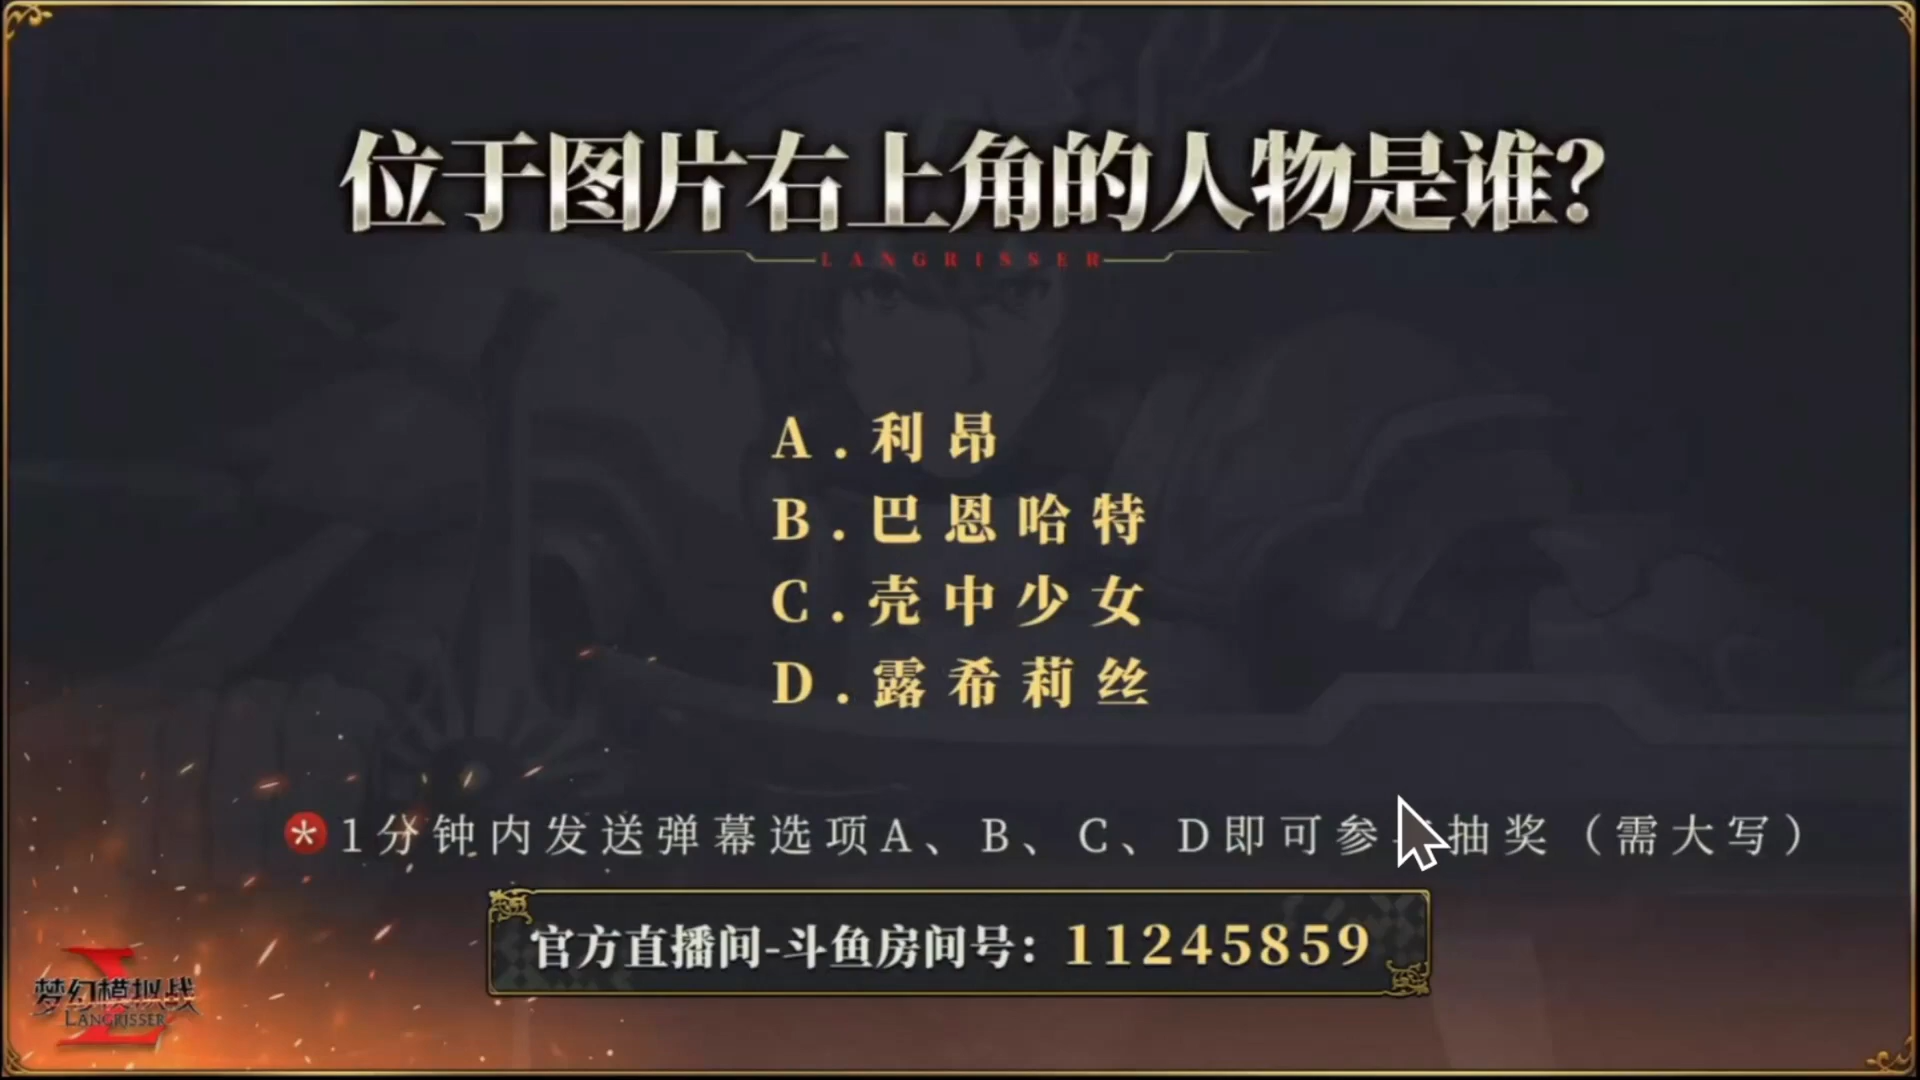 位于图片右上角的人物是谁?
LANGRISSER
A.利昂
B.巴恩哈特
C.壳中少女
D.露希莉丝
*1分钟内发送弹幕选项A、B、C、D即可参 抽奖（需大写）
官方直播间-斗鱼房间号：11245859
梦幻模拟战
LANGRISSER